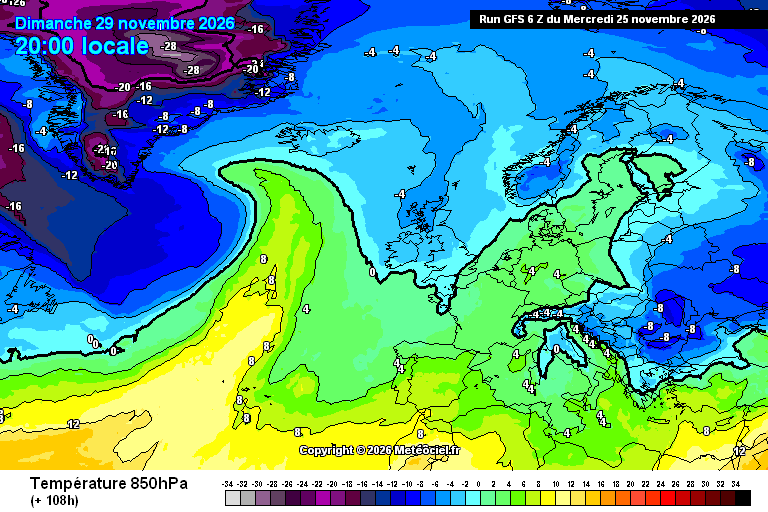 Dimanche 29 novembre 2026
20:00 locale
Run GFS 6 Z du Mercredi 25 novembre 2026
Copyright © 2026 Météociel.fr
Température 850hPa
(+ 108h)
-34 -32 -30 -28 -26 -24 -22 -20 -18 -16 -14 -12 -10 -8 -6 -4 -2 0 2 4 6 8 10 12 14 16 18 20 22 24 26 28 30 32 34